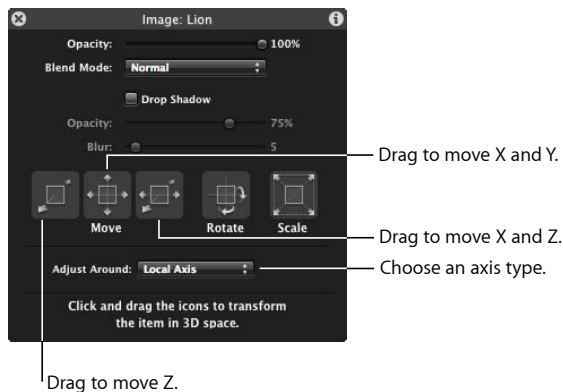 Image: Lion
Opacity: 100%
Blend Mode: Normal
Drop Shadow
Opacity: 75%
Blur: 5
Drag to move X and Y.
Move Rotate Scale
Drag to move X and Z.
Adjust Around: Local Axis
Choose an axis type.
Click and drag the icons to transform
the item in 3D space.
Drag to move Z.